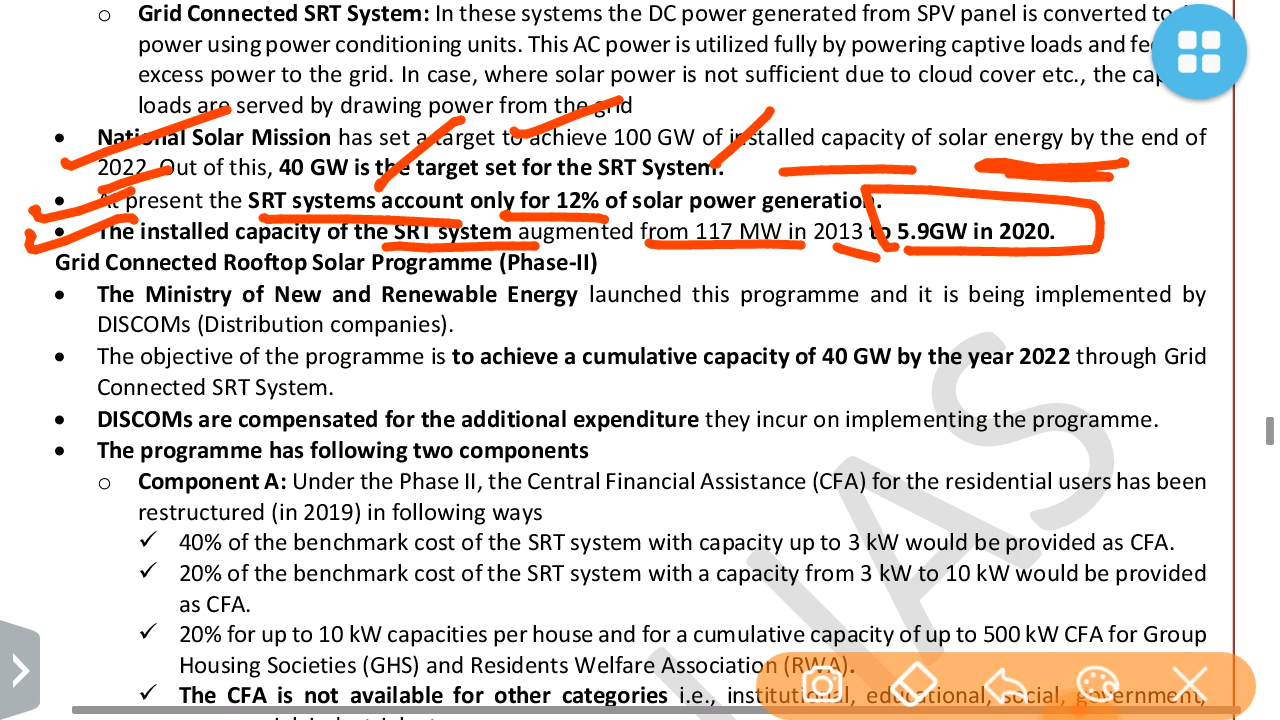 o Grid Connected SRT System: In these systems the DC power generated from SPV panel is converted to
power using power conditioning units. This AC power is utilized fully by powering captive loads and
excess power to the grid. In case, where solar power is not sufficient due to cloud cover etc., the
loads are served by drawing power from the grid
• National Solar Mission has set a target to achieve 100 GW of installed capacity of solar energy by the end of
2022. Out of this, 40 GW is the target set for the SRT System.
• At present the SRT systems account only for 12% of solar power generation.
• The installed capacity of the SRT system augmented from 117 MW in 2013 to 5.9GW in 2020.
Grid Connected Rooftop Solar Programme (Phase-II)
• The Ministry of New and Renewable Energy launched this programme and it is being implemented by
DISCOMs (Distribution companies).
• The objective of the programme is to achieve a cumulative capacity of 40 GW by the year 2022 through Grid
Connected SRT System.
• DISCOMs are compensated for the additional expenditure they incur on implementing the programme.
• The programme has following two components
o Component A: Under the Phase II, the Central Financial Assistance (CFA) for the residential users has been
restructured (in 2019) in following ways
✓ 40% of the benchmark cost of the SRT system with capacity up to 3 kW would be provided as CFA.
✓ 20% of the benchmark cost of the SRT system with a capacity from 3 kW to 10 kW would be provided
as CFA.
✓ 20% for up to 10 kW capacities per house and for a cumulative capacity of up to 500 kW CFA for Group
Housing Societies (GHS) and Residents Welfare Association (RWA).
✓ The CFA is not available for other categories i.e., institutional, educational, social, government,
IAS